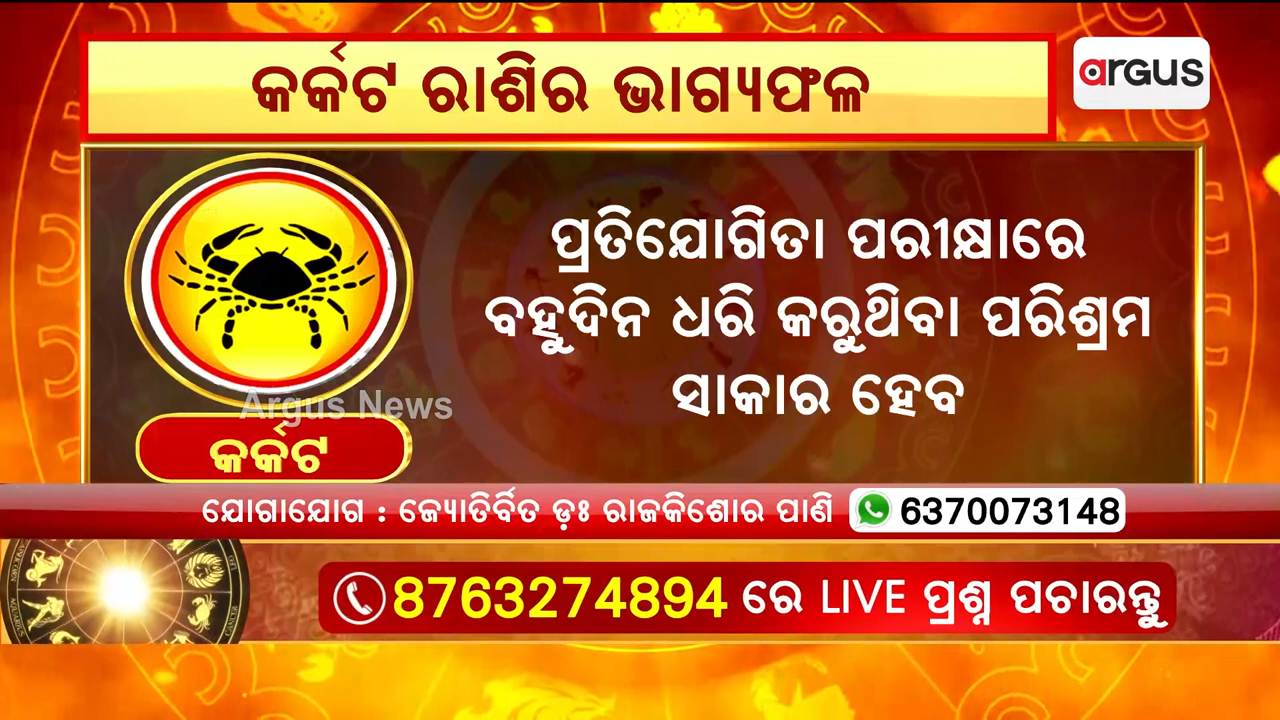 କର୍କଟ ରାଶିର ଭାଗ୍ୟଫଳ
argus
ପ୍ରତିଯୋଗିତା ପରୀକ୍ଷାରେ
ବହୁଦିନ ଧରି କରୁଥିବା ପରିଶ୍ରମ
ସାକାର ହେବ
Argus News
କର୍କଟ
ଯୋଗାଯୋଗ : ଜ୍ୟୋତିର୍ବିତ ଡ଼ଃ ରାଜକିଶୋର ପାଣି 6370073148
8763274894 ରେ LIVE ପ୍ରଶ୍ନ ପଚାରନ୍ତୁ